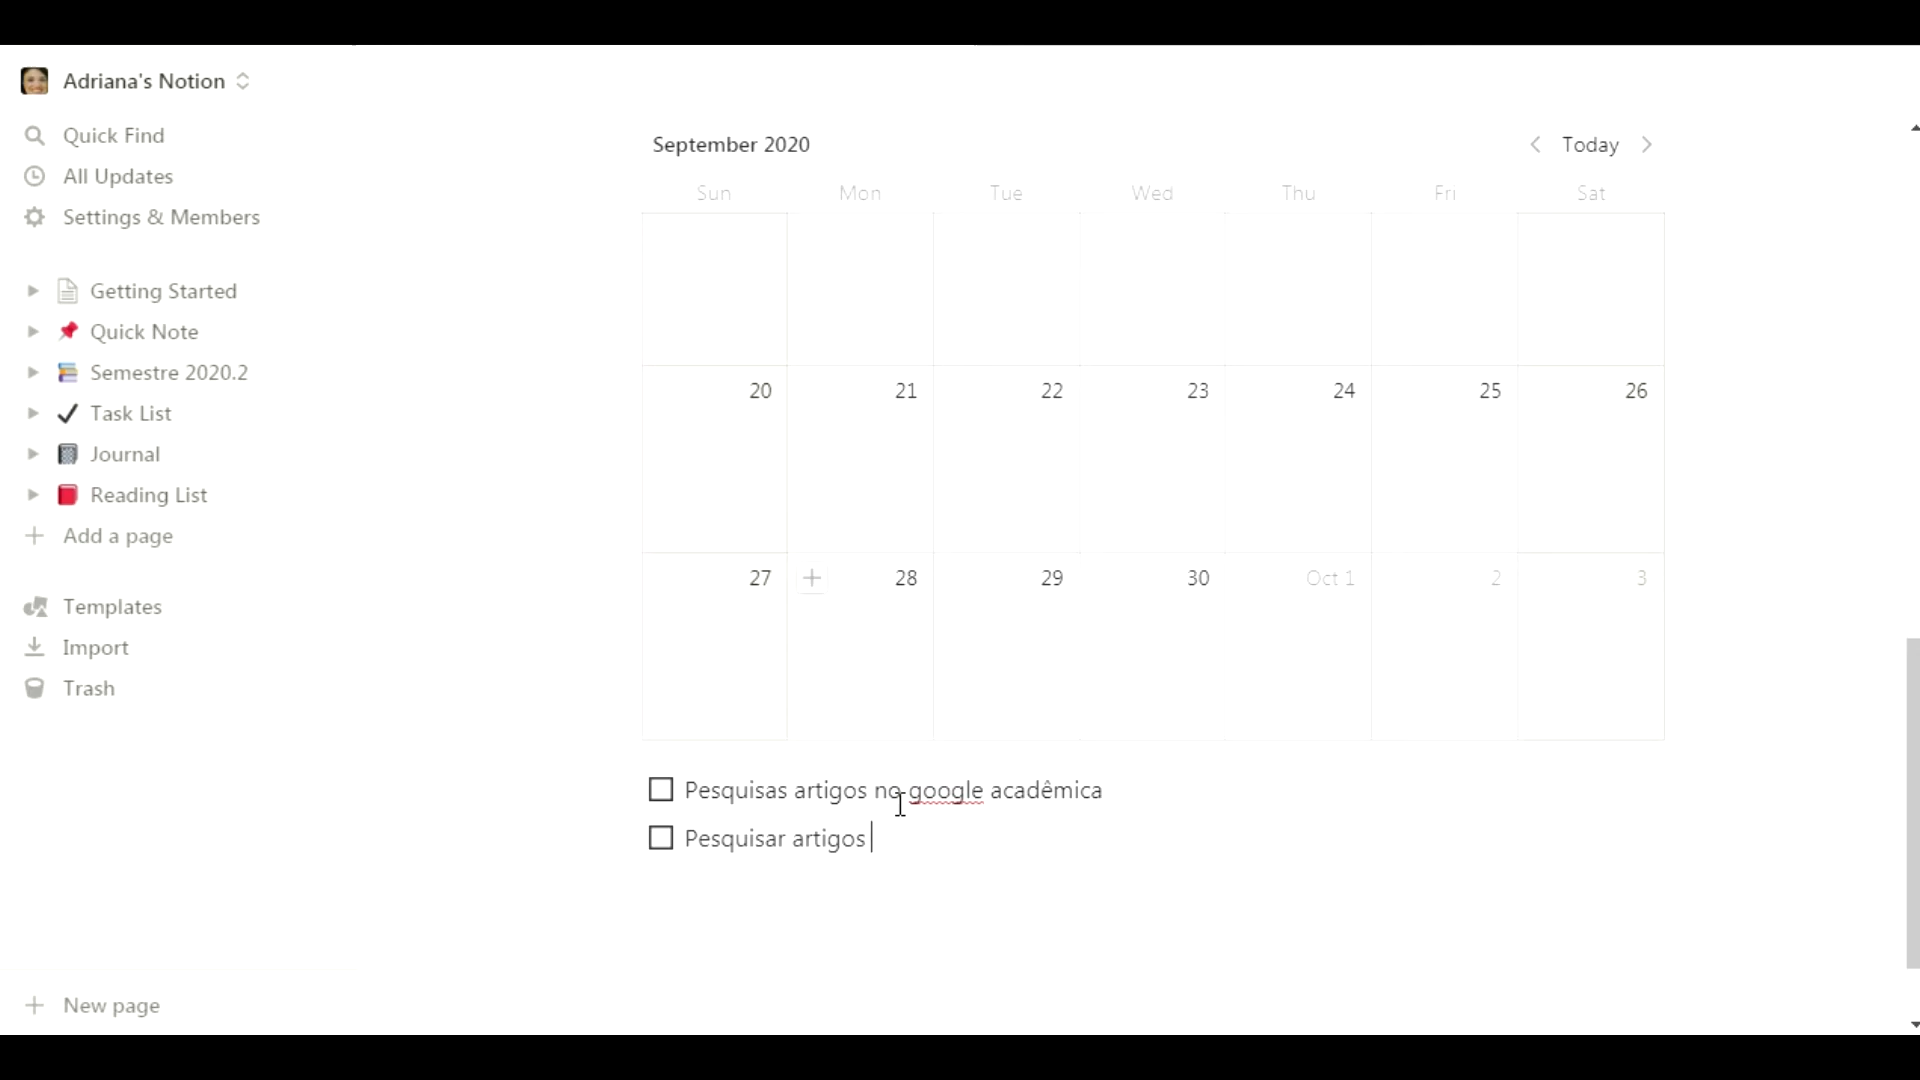 Adriana's Notion
Quick Find
All Updates
Settings & Members
Getting Started
Quick Note
Semestre 2020.2
Task List
Journal
Reading List
Add a page
Templates
Import
Trash
New page
September 2020
Today
Sun Mon Tue Wed Thu Fri Sat
20 21 22 23 24 25 26
27 28 29 30 Oct 1 2 3
Pesquisas artigos no google acadêmica
Pesquisar artigos